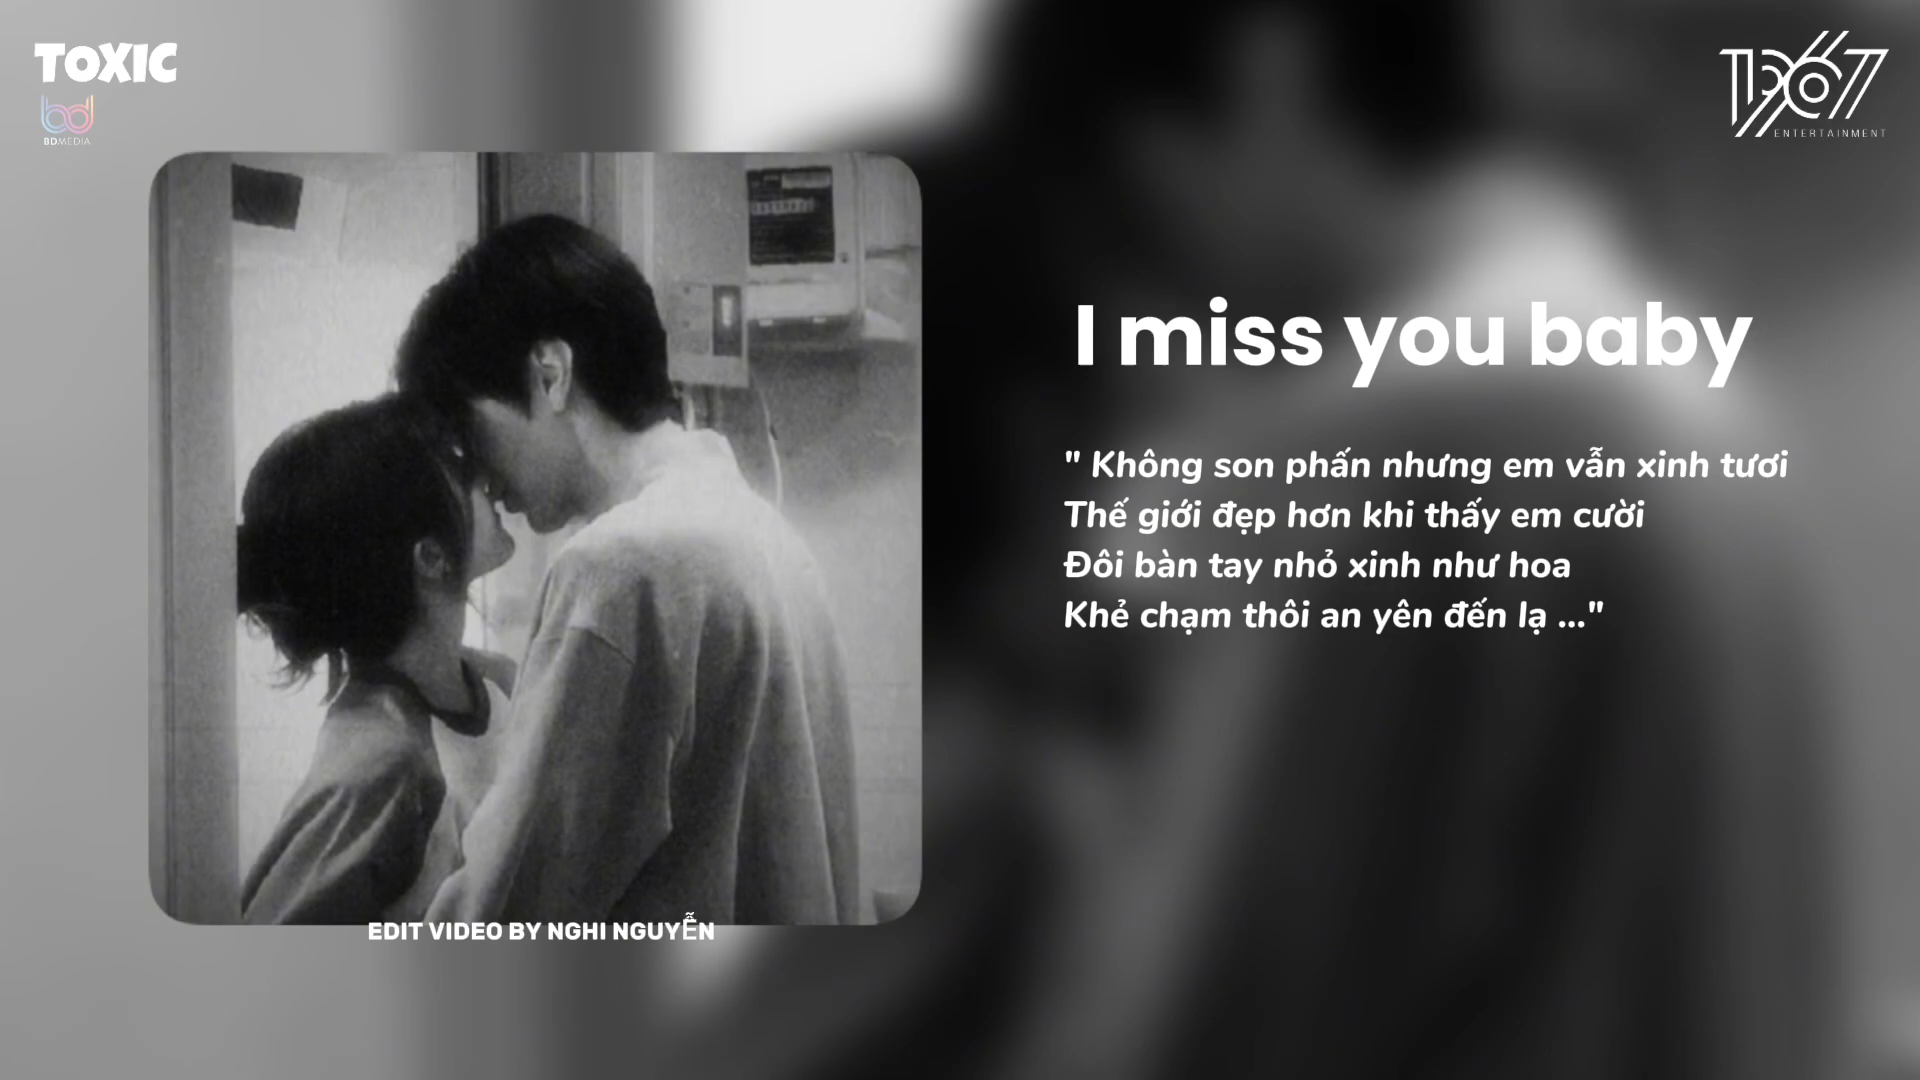 TOXIC
BDMEDIA
1967
ENTERTAINMENT
I miss you baby
" Không son phấn nhưng em vẫn xinh tươi
Thế giới đẹp hơn khi thấy em cười
Đôi bàn tay nhỏ xinh như hoa
Khẻ chạm thôi an yên đến lạ ..."
EDIT VIDEO BY NGHI NGUYỄN